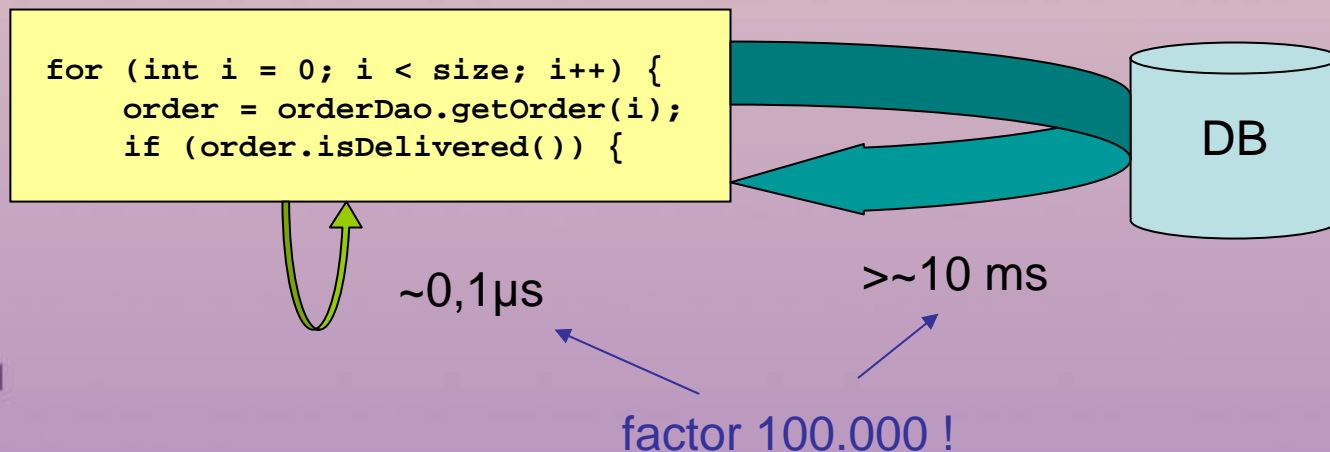 for (int i = 0; i < size; i++) {
order = orderDao.getOrder(i);
if (order.isDelivered()) {
DB
~0,1µs
>~10 ms
factor 100.000 !